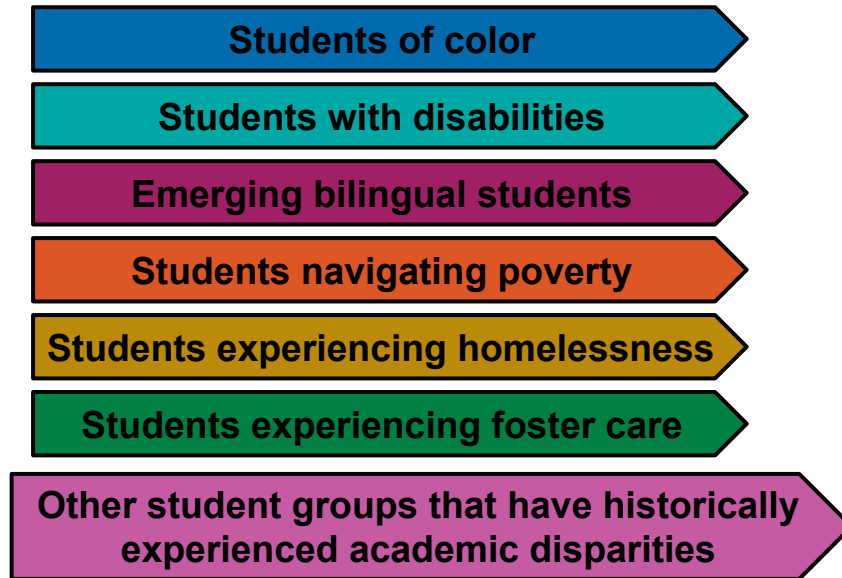 Students of color
Students with disabilities
Emerging bilingual students
Students navigating poverty
Students experiencing homelessness
Students experiencing foster care
Other student groups that have historically
experienced academic disparities